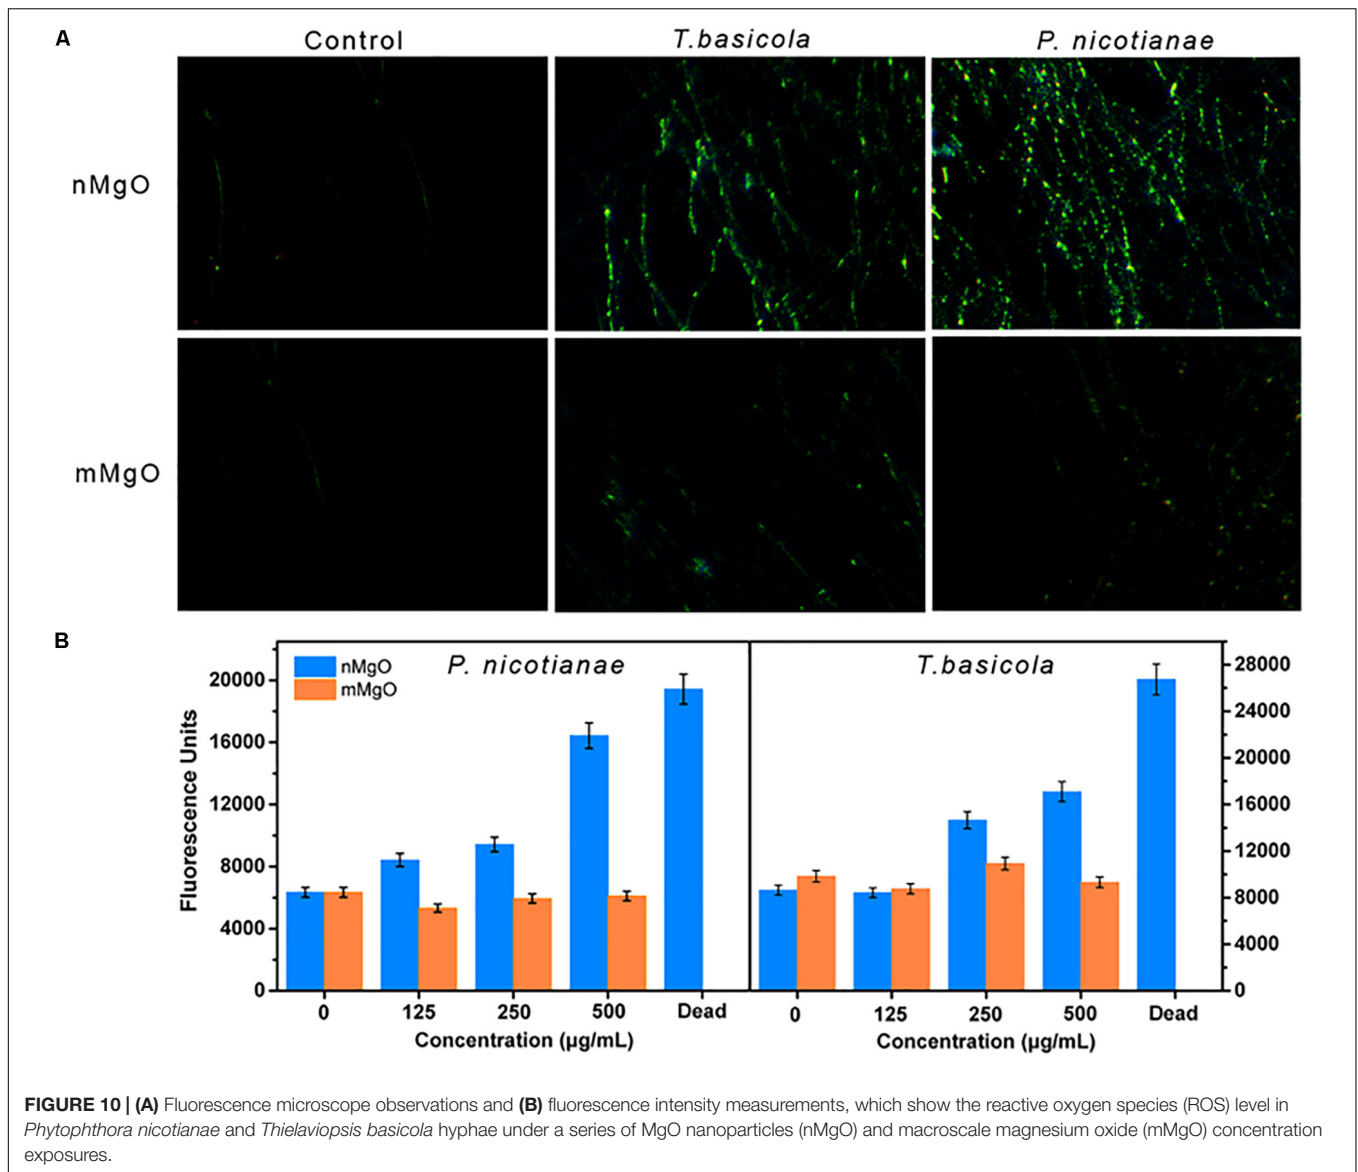 A
Control
T.basicola
P. nicotianae
nMgO
mMgO
B
nMgO
mMgO
P. nicotianae
T.basicola
Fluorescence Units
20000
16000
12000
8000
4000
0
28000
24000
20000
16000
12000
8000
4000
0
0 125 250 500 Dead
Concentration (µg/mL)
0 125 250 500 Dead
Concentration (µg/mL)
FIGURE 10 | (A) Fluorescence microscope observations and (B) fluorescence intensity measurements, which show the reactive oxygen species (ROS) level in
Phytophthora nicotianae and Thielaviopsis basicola hyphae under a series of MgO nanoparticles (nMgO) and macroscale magnesium oxide (mMgO) concentration
exposures.